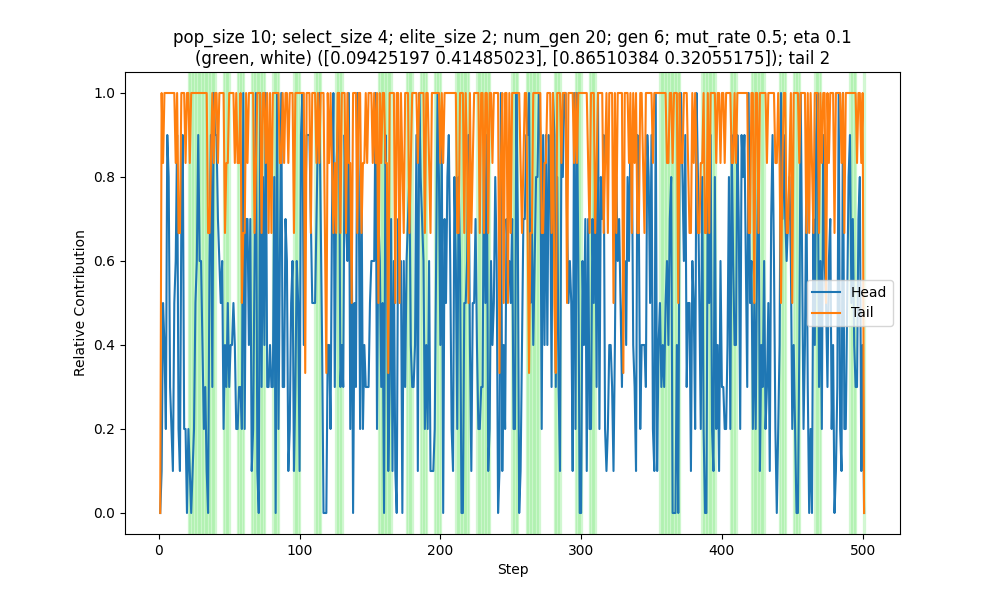 pop_size 10; select_size 4; elite_size 2; num_gen 20; gen 6; mut_rate 0.5; eta 0.1
(green, white) ([0.09425197 0.41485023], [0.86510384 0.32055175]); tail 2
1.0
0.8
0.6
0.4
0.2
0.0
Relative Contribution
Head
Tail
0
100
200
300
400
500
Step